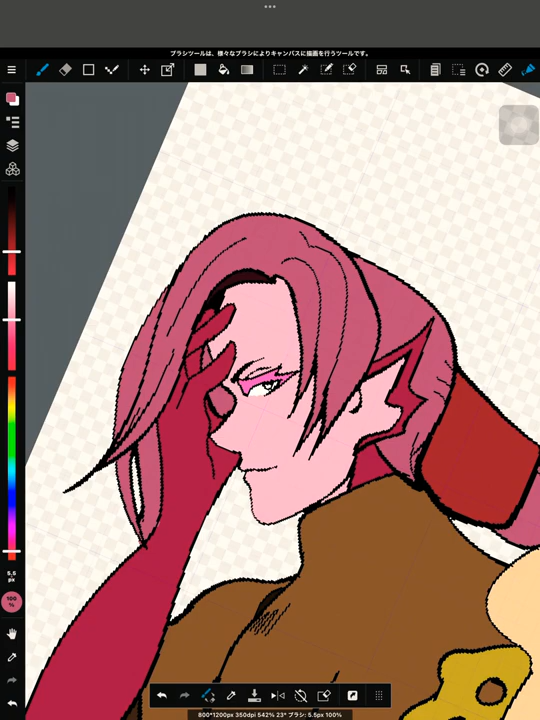 ブラシツールは、様々なブラシによりキャンバスに描画を行うツールです。
5.5
px
100
%
800*1200px 350dpi 542% 23° ブラシ: 5.5px 100%